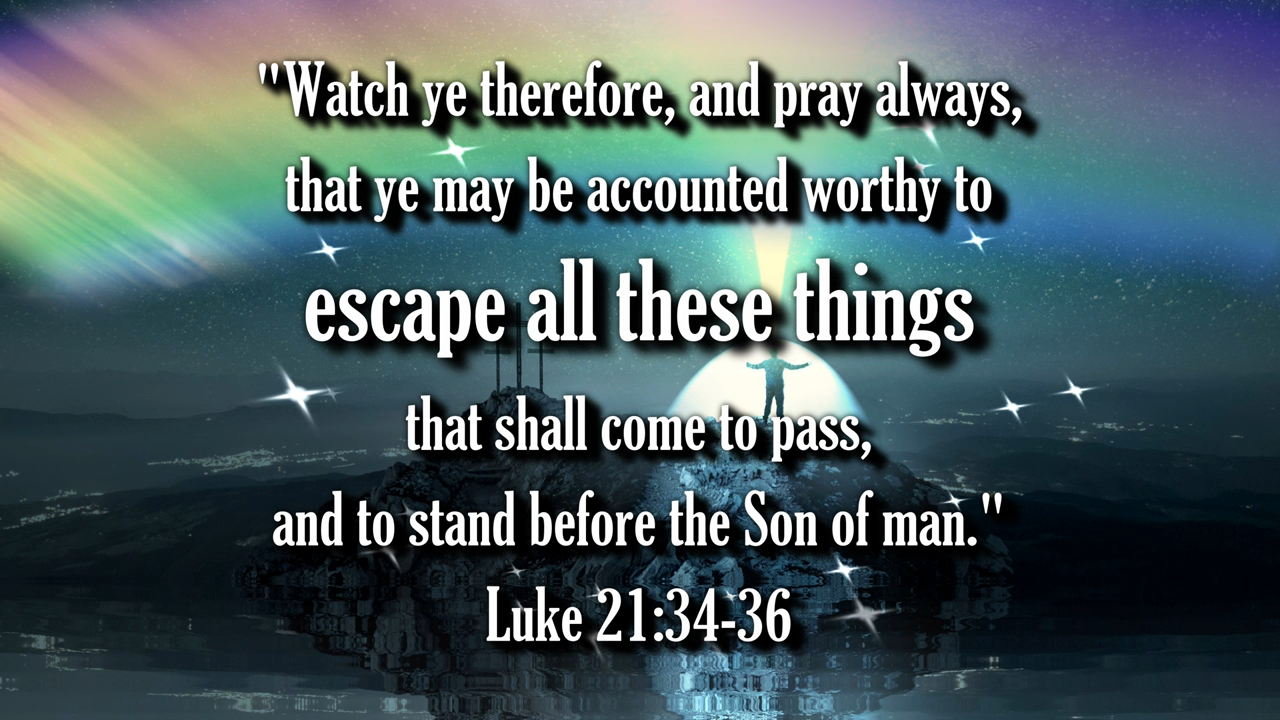 "Watch ye therefore, and pray always,
that ye may be accounted worthy to
escape all these things
that shall come to pass,
and to stand before the Son of man."
Luke 21:34-36